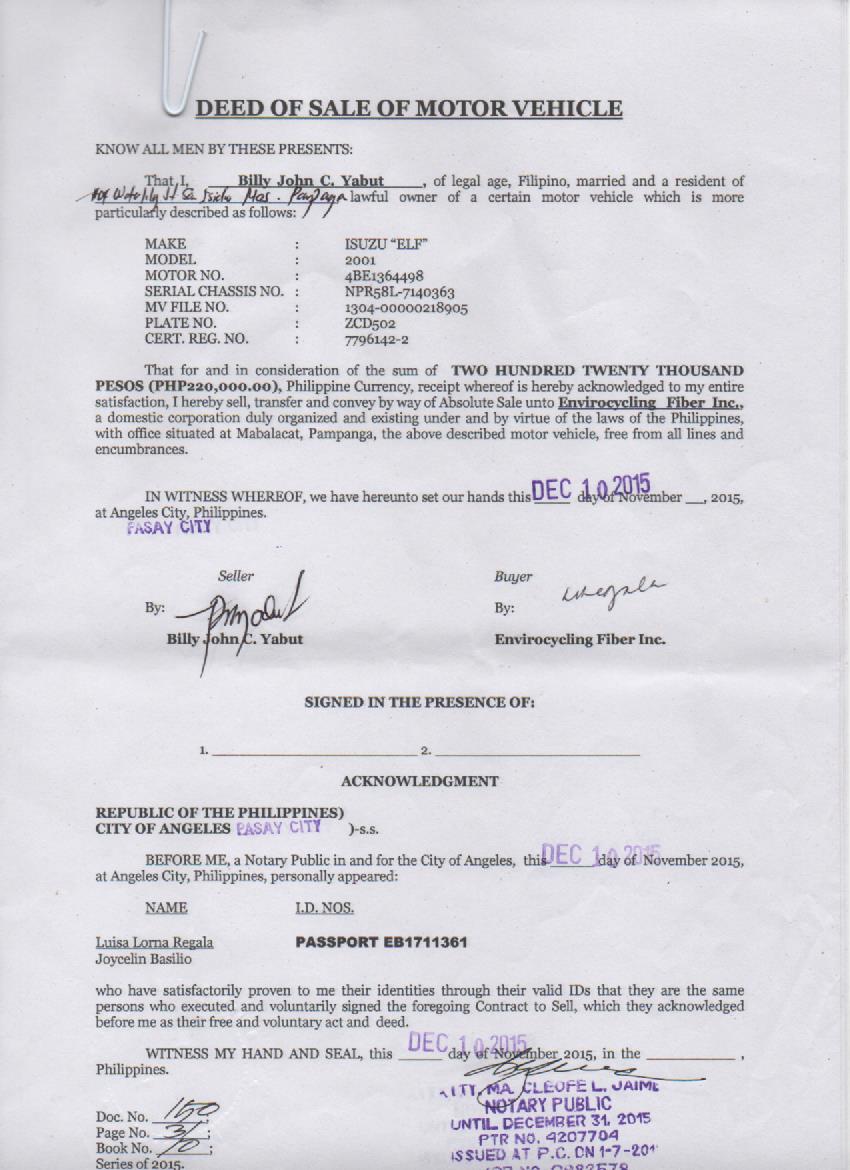 DEED OF SALE OF MOTOR VEHICLE
KNOW ALL MEN BY THESE PRESENTS:
That I, Billy John C. Yabut, of legal age, Filipino, married and a resident of
St Mab. Pampanga lawful owner of a certain motor vehicle which is more
particularly described as follows:
MAKE : ISUZU “ELF”
MODEL : 2001
MOTOR NO. : 4BE1364498
SERIAL CHASSIS NO. : NPR58L-7140363
MV FILE NO. : 1304-00000218905
PLATE NO. : ZCD502
CERT. REG. NO. : 7796142-2
That for and in consideration of the sum of TWO HUNDRED TWENTY THOUSAND
PESOS (PHP220,000.00), Philippine Currency, receipt whereof is hereby acknowledged to my entire
satisfaction, I hereby sell, transfer and convey by way of Absolute Sale unto Envirocycling Fiber Inc.,
a domestic corporation duly organized and existing under and by virtue of the laws of the Philippines,
with office situated at Mabalacat, Pampanga, the above described motor vehicle, free from all lines and
encumbrances.
IN WITNESS WHEREOF, we have hereunto set our hands this DEC 10 2015 day of November __, 2015,
at Angeles City, Philippines.
PASAY CITY
Seller Buyer
By: By: 
Billy John C. Yabut Envirocycling Fiber Inc.
SIGNED IN THE PRESENCE OF:
1. ____________________ 2. ____________________
ACKNOWLEDGMENT
REPUBLIC OF THE PHILIPPINES)
CITY OF ANGELES PASAY CITY )-s.s.
BEFORE ME, a Notary Public in and for the City of Angeles, this DEC 10 2015 day of November 2015,
at Angeles City, Philippines, personally appeared:
NAME I.D. NOS.
Luisa Lorna Regala PASSPORT EB1711361
Joycelin Basilio
who have satisfactorily proven to me their identities through their valid IDs that they are the same
persons who executed and voluntarily signed the foregoing Contract to Sell, which they acknowledged
before me as their free and voluntary act and deed.
WITNESS MY HAND AND SEAL, this DEC 10 2015 day of November 2015, in the __________ ,
Philippines.
ATTY. MA. CLEOFE L. JAIME
NOTARY PUBLIC
UNTIL DECEMBER 31, 2015
PTR NO. 4207704
ISSUED AT P.C. ON 1-7-201
Doc. No. 150
Page No. 31;
Book No. 10;
Series of 2015.